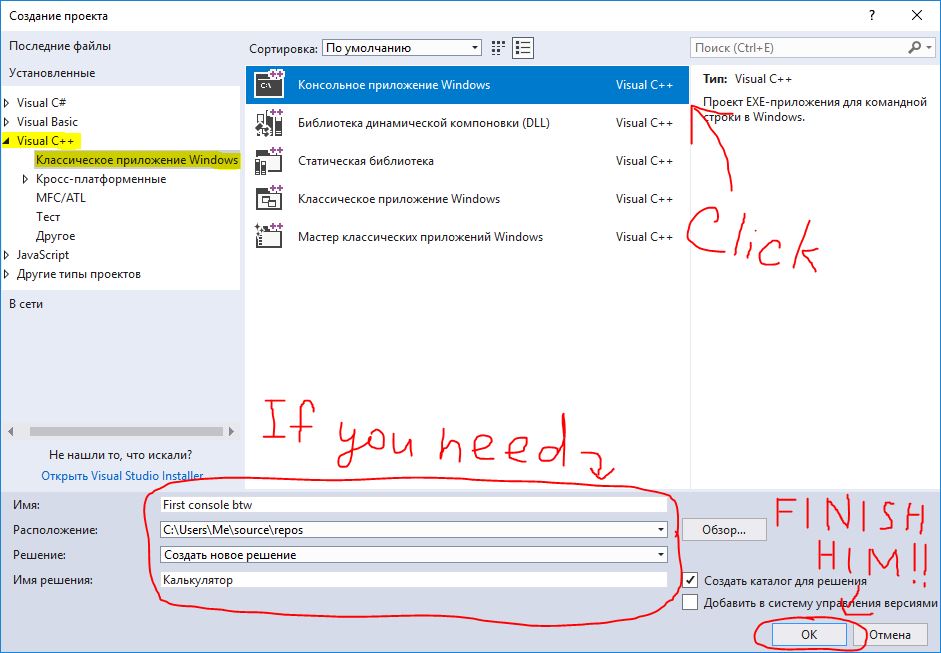 Создание проекта
Последние файлы
Установленные
Visual C#
Visual Basic
Visual C++
Классическое приложение Windows
Кросс-платформенные
MFC/ATL
Тест
Другое
JavaScript
Другие типы проектов
В сети
Не нашли то, что искали?
Открыть Visual Studio Installer
Сортировка: По умолчанию
Консольное приложение Windows Visual C++
Библиотека динамической компоновки (DLL) Visual C++
Статическая библиотека Visual C++
Классическое приложение Windows Visual C++
Мастер классических приложений Windows Visual C++
Поиск (Ctrl+E)
Тип: Visual C++
Проект EXE-приложения для командной
строки в Windows.
Click
If you need
Имя: First console btw
Расположение: C:\Users\Me\source\repos Обзор...
Решение: Создать новое решение
Имя решения: Калькулятор
FINISH
HIM!!
Создать каталог для решения
Добавить в систему управления версиями
OK Отмена